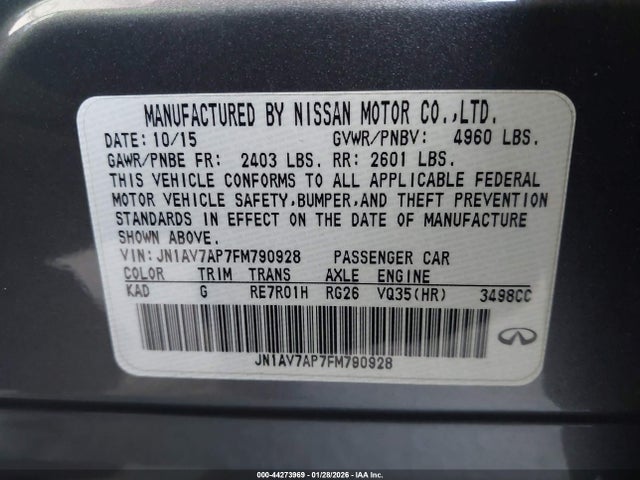 MANUFACTURED BY NISSAN MOTOR CO.,LTD.
DATE: 10/15 GVWR/PNBV: 4960 LBS.
GAWR/PNBE FR: 2403 LBS. RR: 2601 LBS.
THIS VEHICLE CONFORMS TO ALL APPLICABLE FEDERAL
MOTOR VEHICLE SAFETY,BUMPER,AND THEFT PREVENTION
STANDARDS IN EFFECT ON THE DATE OF MANUFACTURE
SHOWN ABOVE.
VIN: JN1AV7AP7FM790928 PASSENGER CAR
COLOR TRIM TRANS AXLE ENGINE
KAD G RE7R01H RG26 VQ35(HR) 3498CC
JN1AV7AP7FM790928
000-44273969 - 01/28/2026 - IAA Inc.